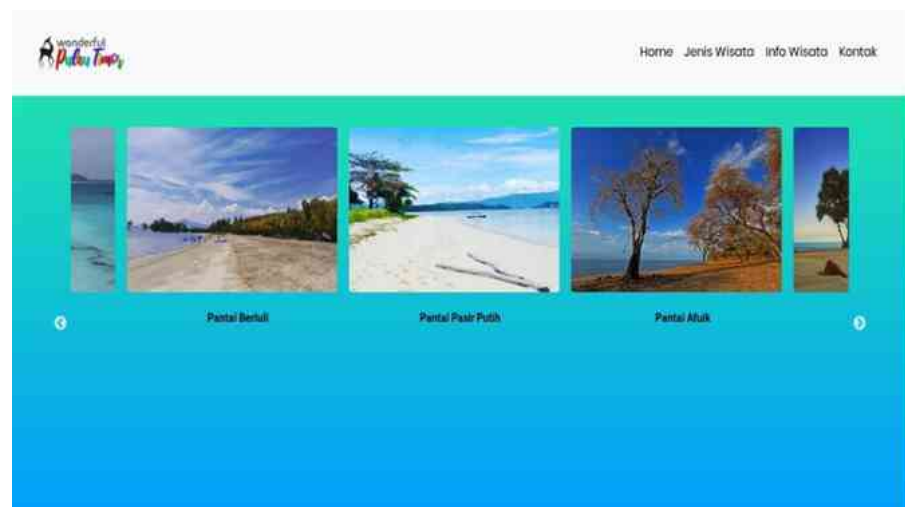 wonderful
Pulau Timor
Home Jenis Wisata Info Wisata Kontak
Pantai Berluli
Pantai Pasir Putih
Pantai Afuik